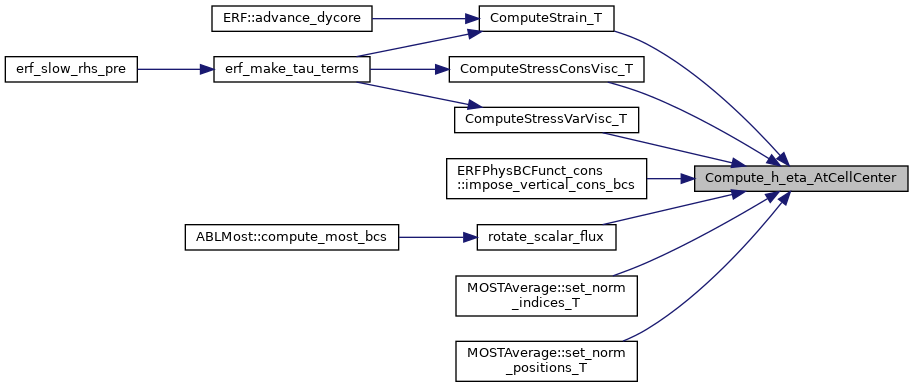 ERF::advance_dycore
ComputeStrain_T
erf_slow_rhs_pre
erf_make_tau_terms
ComputeStressConsVisc_T
ComputeStressVarVisc_T
ERFPhysBCFunct_cons
::impose_vertical_cons_bcs
Compute_h_eta_AtCellCenter
ABLMost::compute_most_bcs
rotate_scalar_flux
MOSTAverage::set_norm
_indices_T
MOSTAverage::set_norm
_positions_T